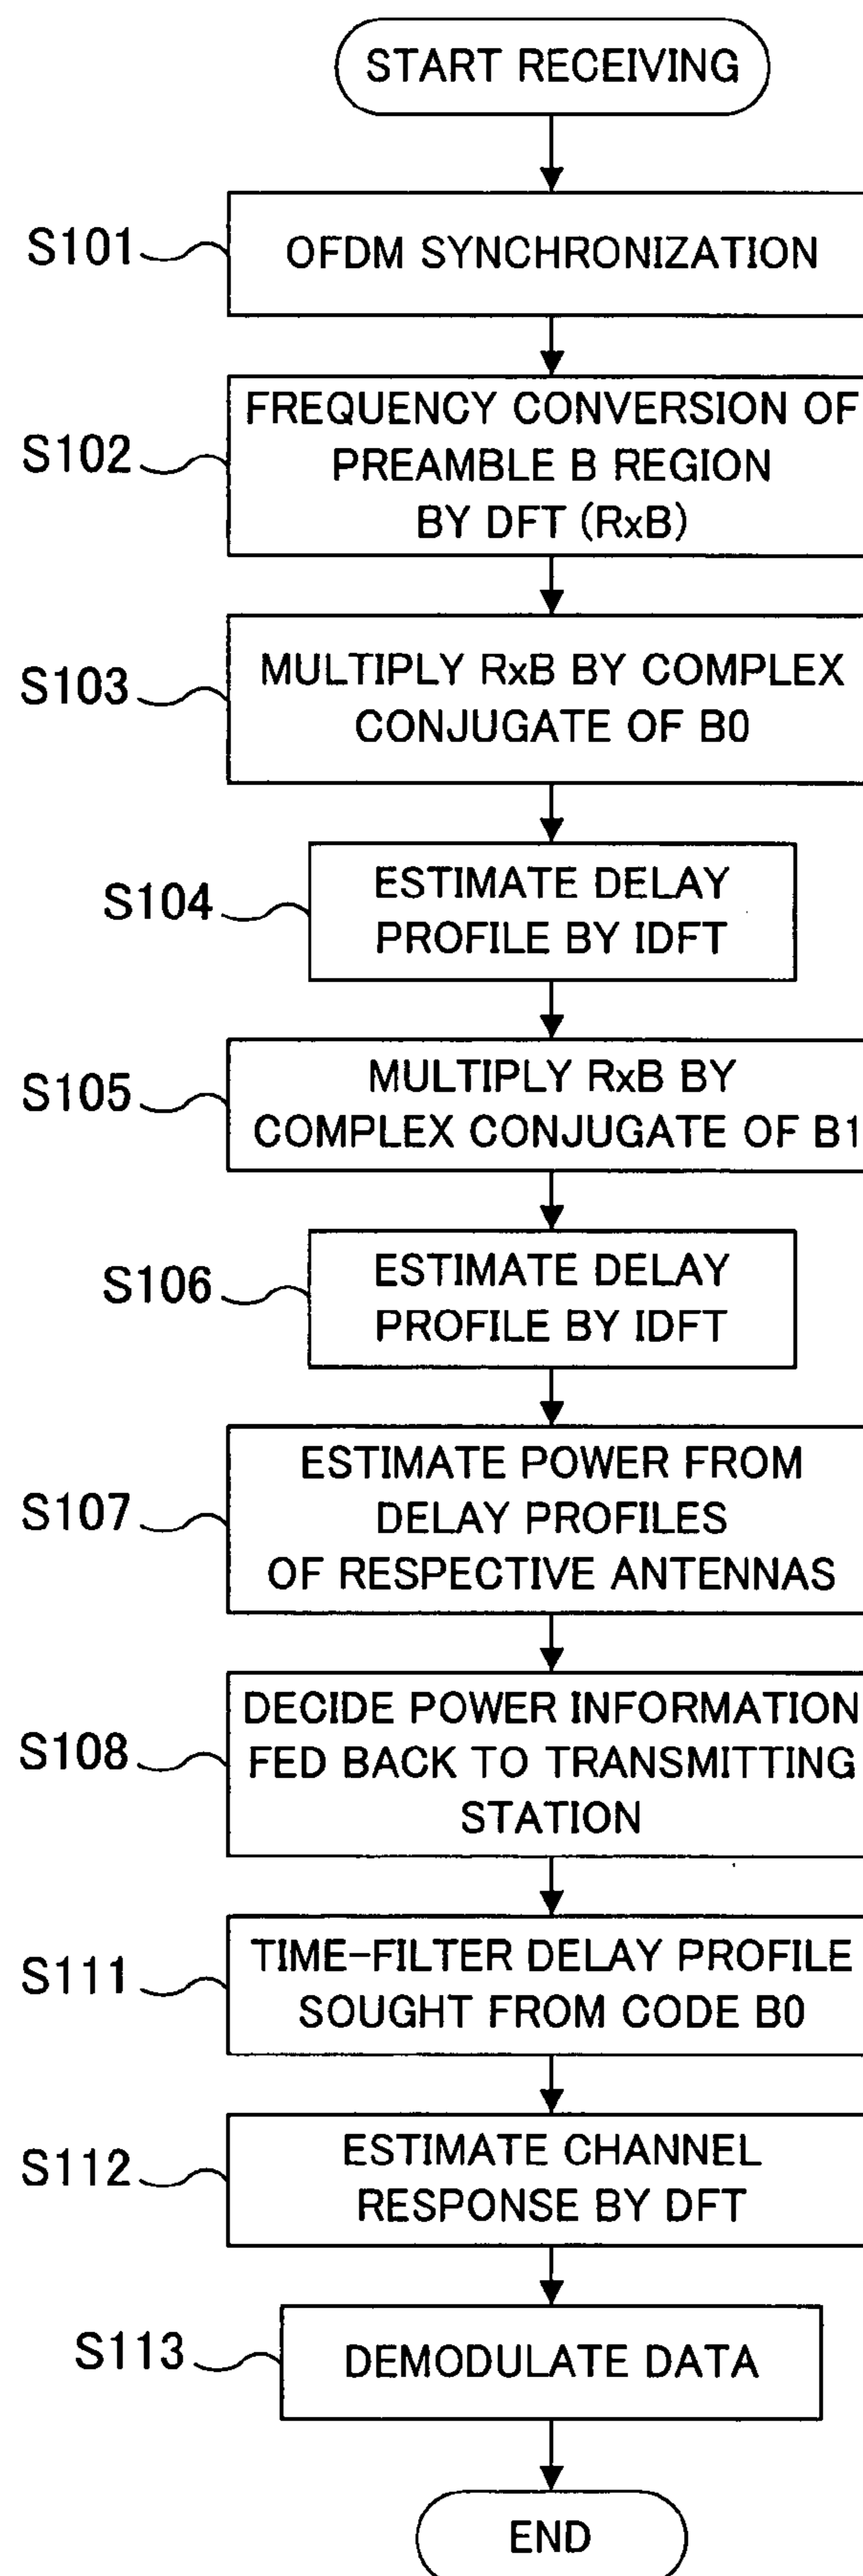 START RECEIVING
S101
OFDM SYNCHRONIZATION
S102
FREQUENCY CONVERSION OF
PREAMBLE B REGION
BY DFT (RxB)
S103
MULTIPLY RxB BY COMPLEX
CONJUGATE OF B0
S104
ESTIMATE DELAY
PROFILE BY IDFT
S105
MULTIPLY RxB BY
COMPLEX CONJUGATE OF B1
S106
ESTIMATE DELAY
PROFILE BY IDFT
S107
ESTIMATE POWER FROM
DELAY PROFILES
OF RESPECTIVE ANTENNAS
S108
DECIDE POWER INFORMATION
FED BACK TO TRANSMITTING
STATION
S111
TIME-FILTER DELAY PROFILE
SOUGHT FROM CODE B0
S112
ESTIMATE CHANNEL
RESPONSE BY DFT
S113
DEMODULATE DATA
END